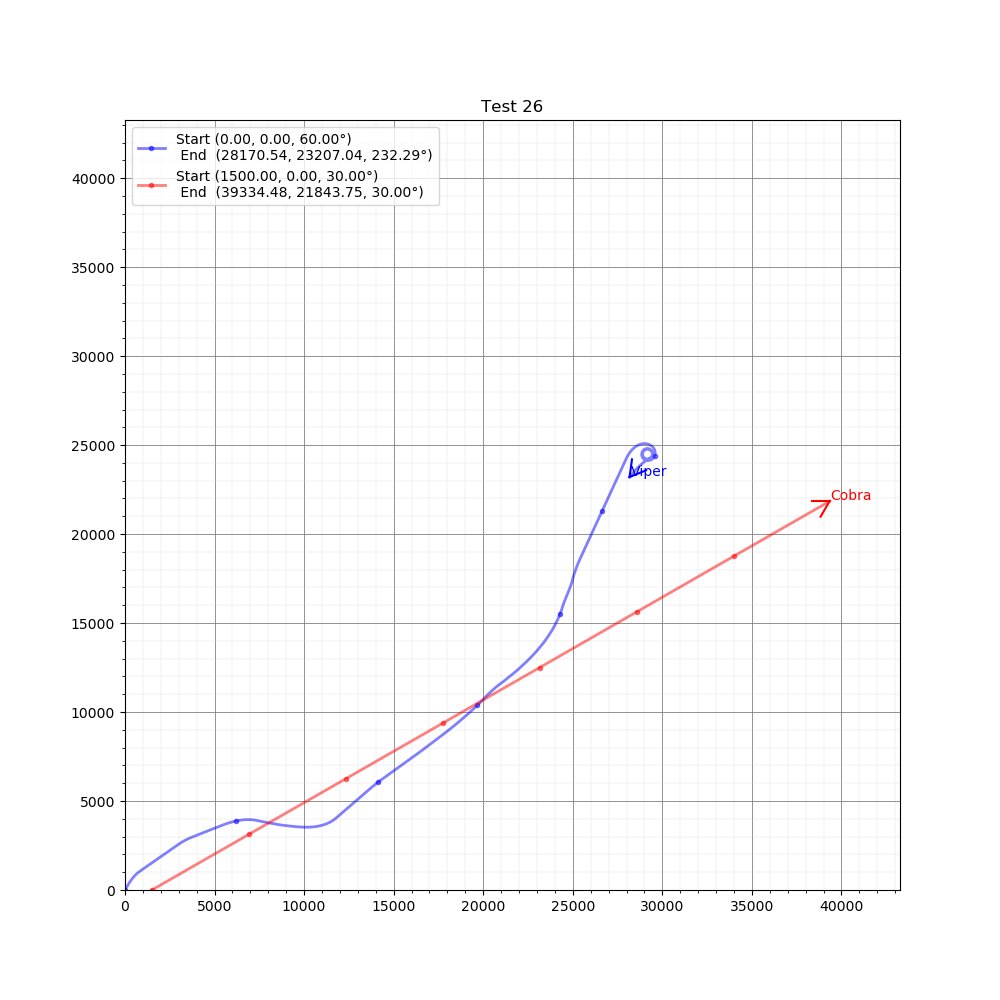 Test 26
Start (0.00, 0.00, 60.00°)
End (28170.54, 23207.04, 232.29°)
Start (1500.00, 0.00, 30.00°)
End (39334.48, 21843.75, 30.00°)
40000
35000
30000
25000
20000
15000
10000
5000
0
Viper
Cobra
0 5000 10000 15000 20000 25000 30000 35000 40000